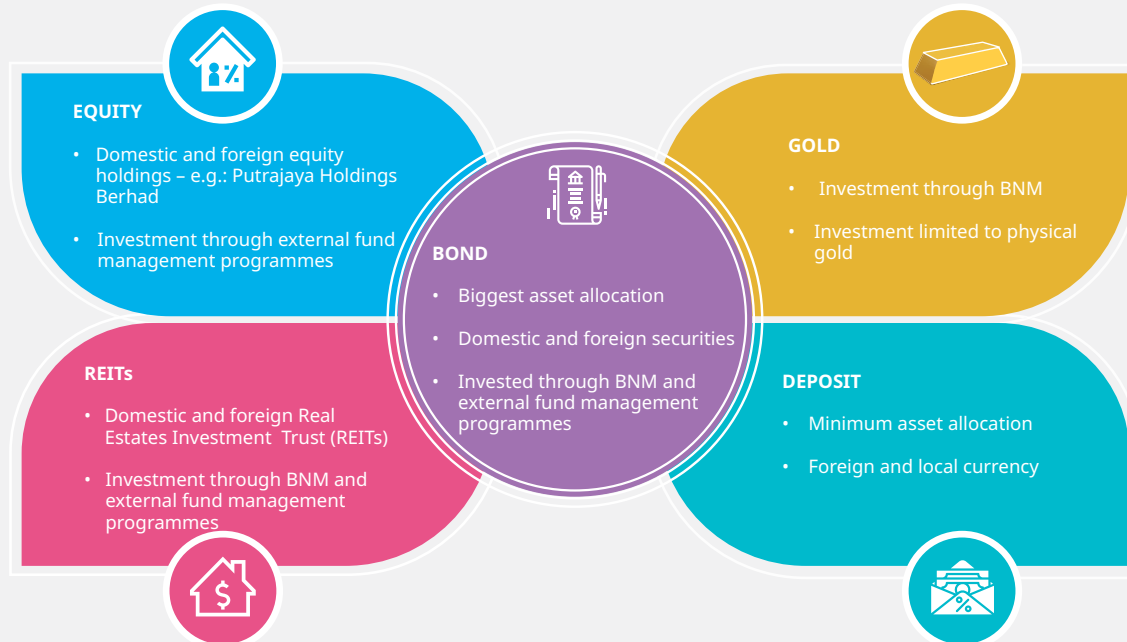 EQUITY
• Domestic and foreign equity
holdings – e.g.: Putrajaya Holdings
Berhad
• Investment through external fund
management programmes
GOLD
• Investment through BNM
• Investment limited to physical
gold
BOND
• Biggest asset allocation
• Domestic and foreign securities
• Invested through BNM and
external fund management
programmes
REITs
• Domestic and foreign Real
Estates Investment  Trust (REITs)
• Investment through BNM and
external fund management
programmes
DEPOSIT
• Minimum asset allocation
• Foreign and local currency